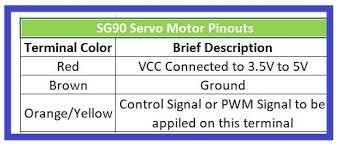 SG90 Servo Motor Pinouts
Terminal Color Brief Description
Red VCC Connected to 3.5V to 5V
Brown Ground
Orange/Yellow Control Signal or PWM Signal to be
appiled on this terminal